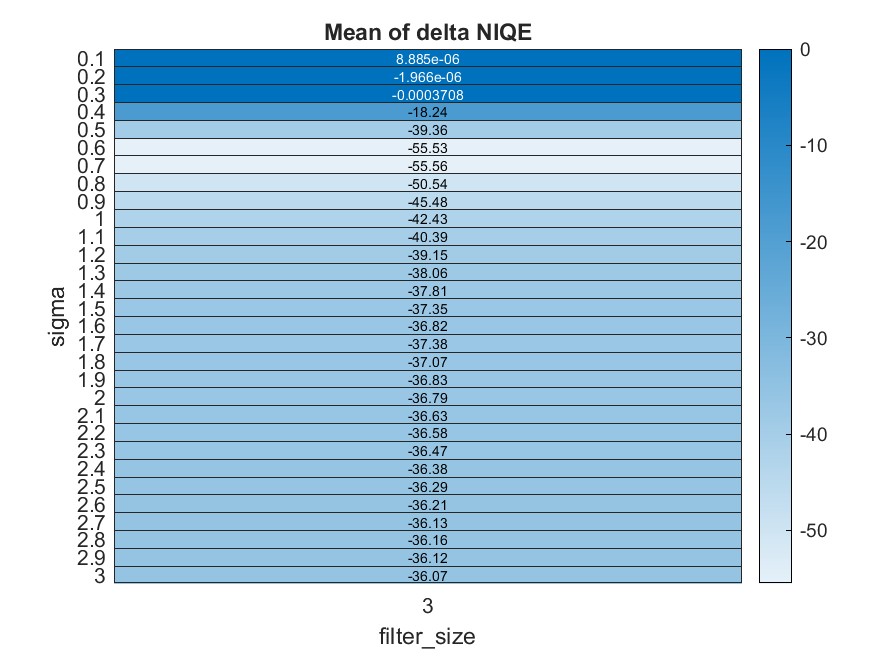 Mean of delta NIQE
0.1 8.885e-06 0
0.2 -1.966e-06
0.3 -0.0003708
0.4 -18.24
0.5 -39.36 -10
0.6 -55.53
0.7 -55.56
0.8 -50.54
0.9 -45.48
1 -42.43
1.1 -40.39 -20
1.2 -39.15
1.3 -38.06
1.4 -37.81
1.5 -37.35
sigma
1.6 -36.82
1.7 -37.38 -30
1.8 -37.07
1.9 -36.83
2 -36.79
2.1 -36.63
2.2 -36.58 -40
2.3 -36.47
2.4 -36.38
2.5 -36.29
2.6 -36.21
2.7 -36.13 -50
2.8 -36.16
2.9 -36.12
3 -36.07
3
filter_size